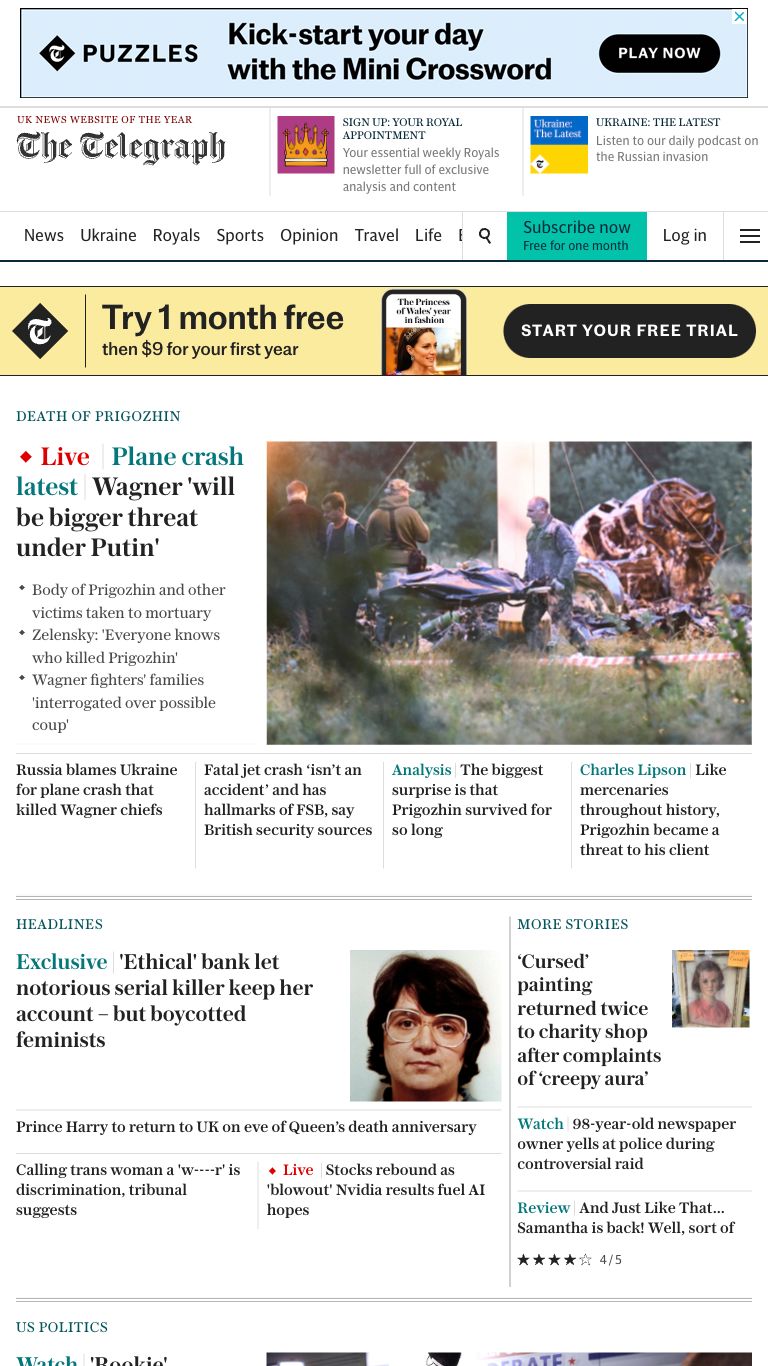 PUZZLES
Kick-start your day
with the Mini Crossword
PLAY NOW
UK NEWS WEBSITE OF THE YEAR
The Telegraph
SIGN UP: YOUR ROYAL
APPOINTMENT
Your essential weekly Royals
newsletter full of exclusive
analysis and content
Ukraine:
The Latest
UKRAINE: THE LATEST
Listen to our daily podcast on
the Russian invasion
News Ukraine Royals Sports Opinion Travel Life
Subscribe now
Free for one month
Log in
Try 1 month free
then $9 for your first year
The Princess
of Wales' year
in fashion
START YOUR FREE TRIAL
DEATH OF PRIGOZHIN
Live Plane crash
latest Wagner 'will
be bigger threat
under Putin'
Body of Prigozhin and other
victims taken to mortuary
Zelensky: 'Everyone knows
who killed Prigozhin'
Wagner fighters' families
'interrogated over possible
coup'
Russia blames Ukraine
for plane crash that
killed Wagner chiefs
Fatal jet crash ‘isn’t an
accident’ and has
hallmarks of FSB, say
British security sources
Analysis The biggest
surprise is that
Prigozhin survived for
so long
Charles Lipson Like
mercenaries
throughout history,
Prigozhin became a
threat to his client
HEADLINES
Exclusive 'Ethical' bank let
notorious serial killer keep her
account – but boycotted
feminists
Prince Harry to return to UK on eve of Queen’s death anniversary
Calling trans woman a 'w----r' is
discrimination, tribunal
suggests
Live Stocks rebound as
'blowout' Nvidia results fuel AI
hopes
MORE STORIES
‘Cursed’
painting
returned twice
to charity shop
after complaints
of ‘creepy aura’
Watch 98-year-old newspaper
owner yells at police during
controversial raid
Review And Just Like That...
Samantha is back! Well, sort of
★★★★☆ 4/5
US POLITICS
Watch 'Rookie'